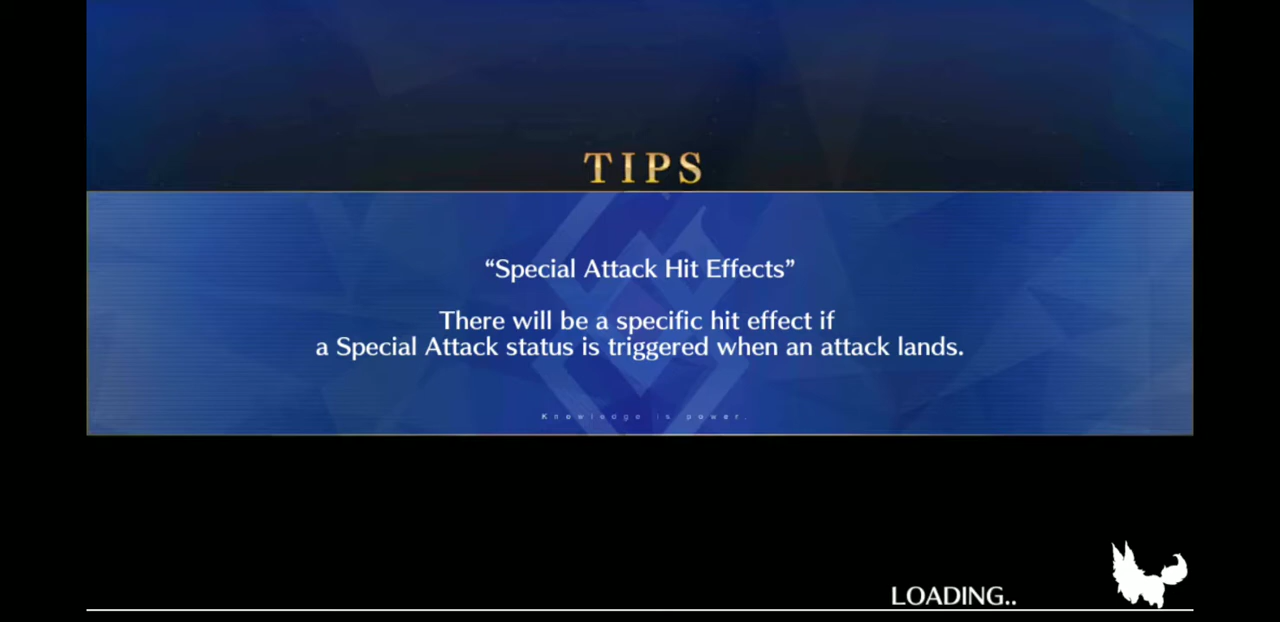 TIPS
“Special Attack Hit Effects”
There will be a specific hit effect if
a Special Attack status is triggered when an attack lands.
Knowledge is power.
LOADING..